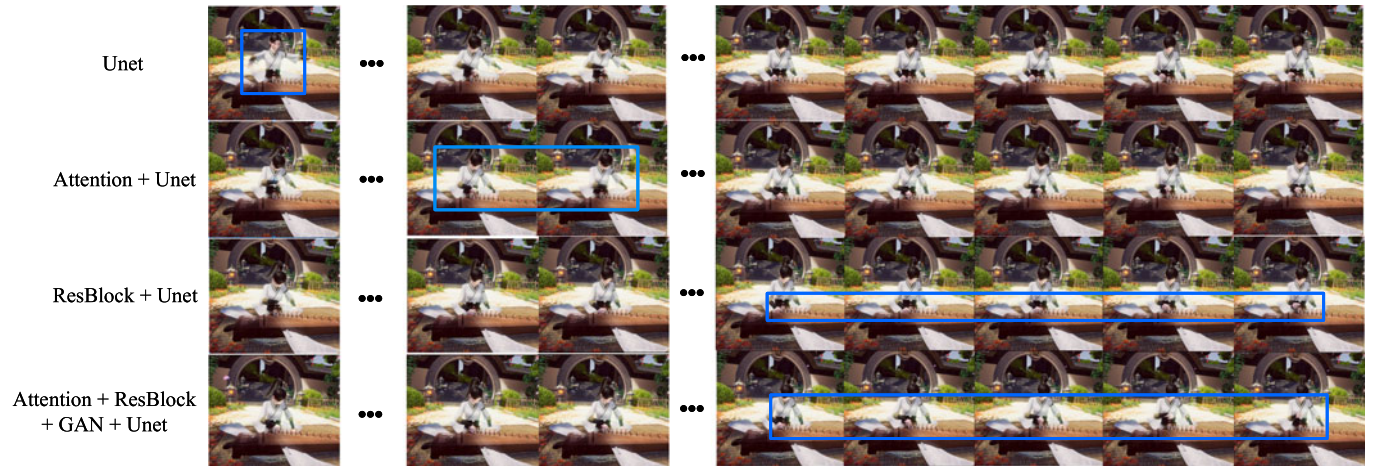 Unet
Attention + Unet
ResBlock + Unet
Attention + ResBlock
+ GAN + Unet